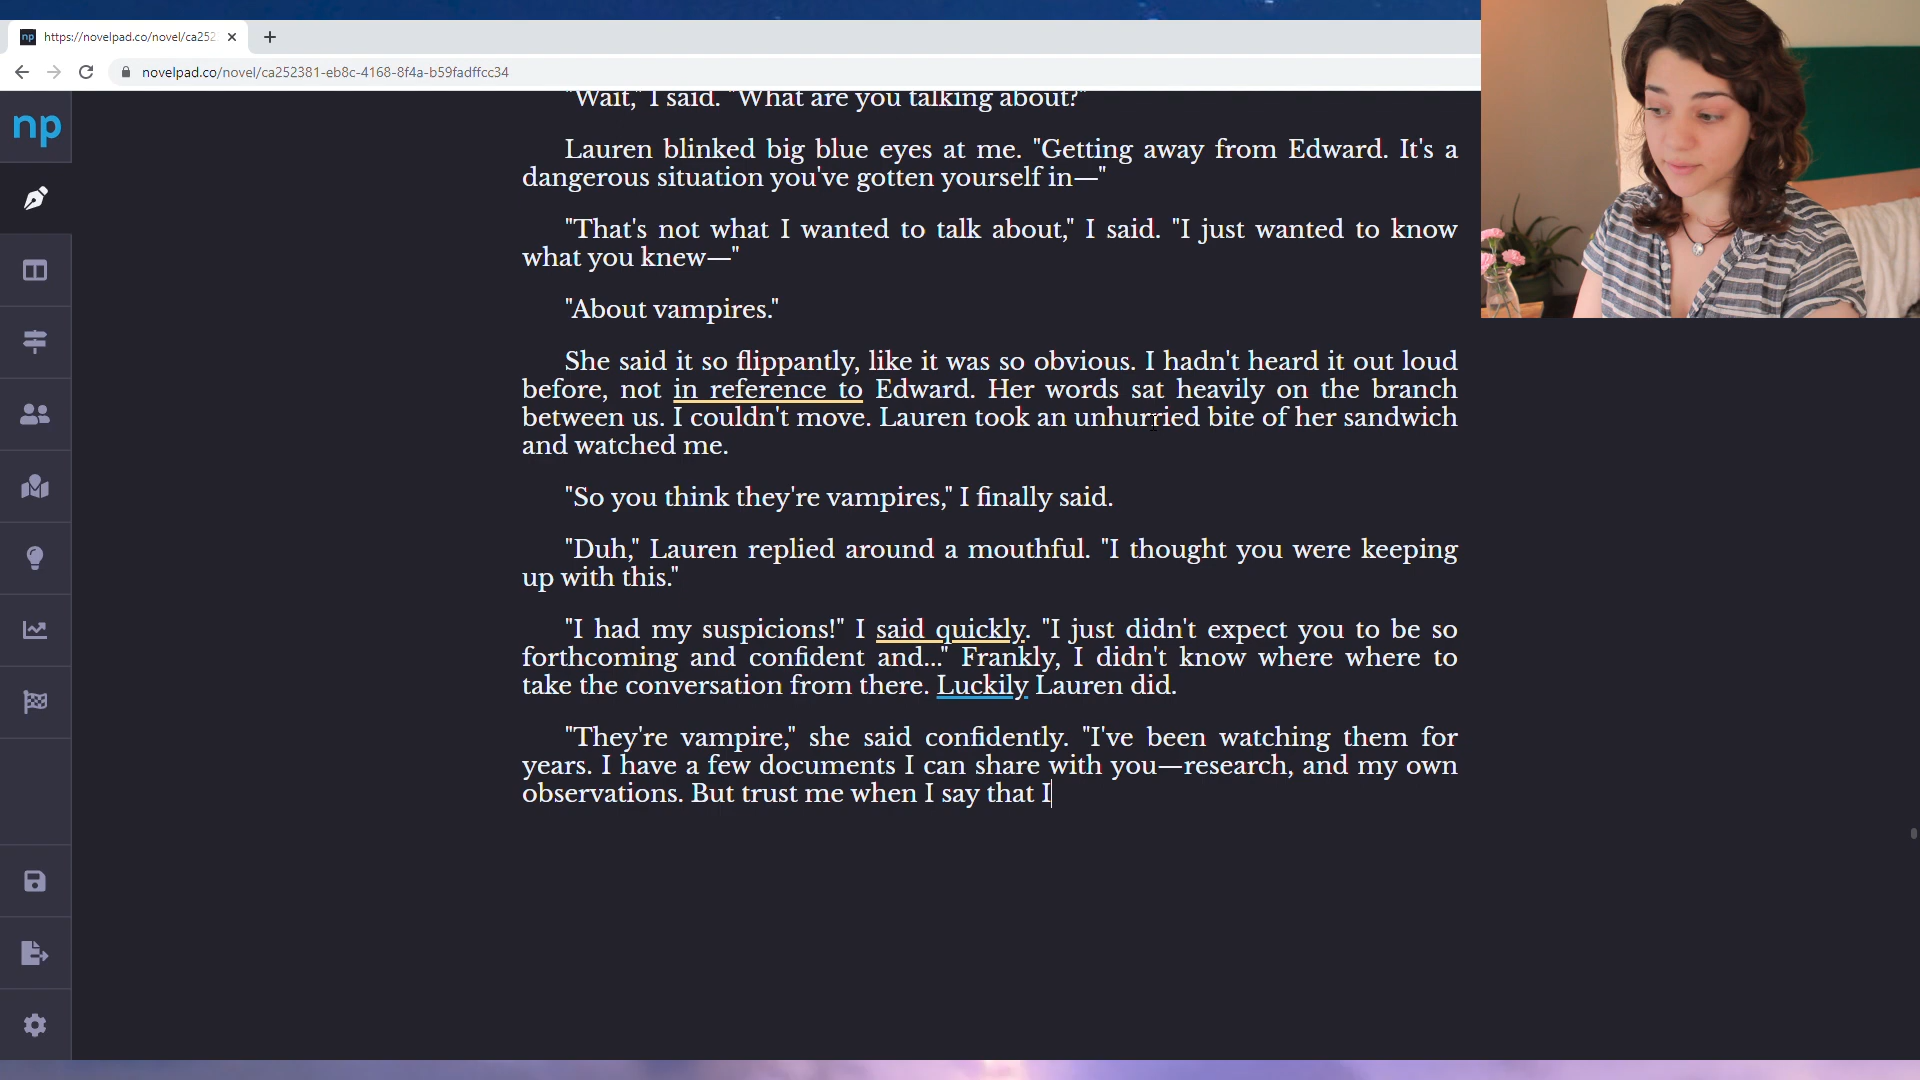 np https://novelpad.co/novel/ca252
novelpad.co/novel/ca252381-eb8c-4168-8f4a-b59fadffcc34
np
"Wait," I said. "What are you talking about?"
Lauren blinked big blue eyes at me. "Getting away from Edward. It's a
dangerous situation you've gotten yourself in—"
"That's not what I wanted to talk about," I said. "I just wanted to know
what you knew—"
"About vampires."
She said it so flippantly, like it was so obvious. I hadn't heard it out loud
before, not in reference to Edward. Her words sat heavily on the branch
between us. I couldn't move. Lauren took an unhurried bite of her sandwich
and watched me.
"So you think they're vampires," I finally said.
"Duh," Lauren replied around a mouthful. "I thought you were keeping
up with this."
"I had my suspicions!" I said quickly. "I just didn't expect you to be so
forthcoming and confident and..." Frankly, I didn't know where where to
take the conversation from there. Luckily Lauren did.
"They're vampire," she said confidently. "I've been watching them for
years. I have a few documents I can share with you—research, and my own
observations. But trust me when I say that I